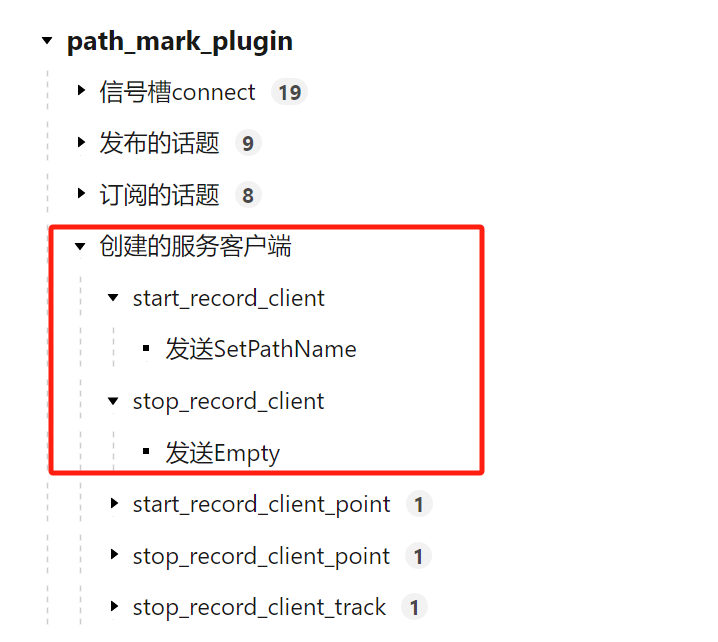 path_mark_plugin
信号槽connect 19
发布的话题 9
订阅的话题 8
创建的服务客户端
start_record_client
发送SetPathName
stop_record_client
发送Empty
start_record_client_point 1
stop_record_client_point 1
stop_record_client_track 1